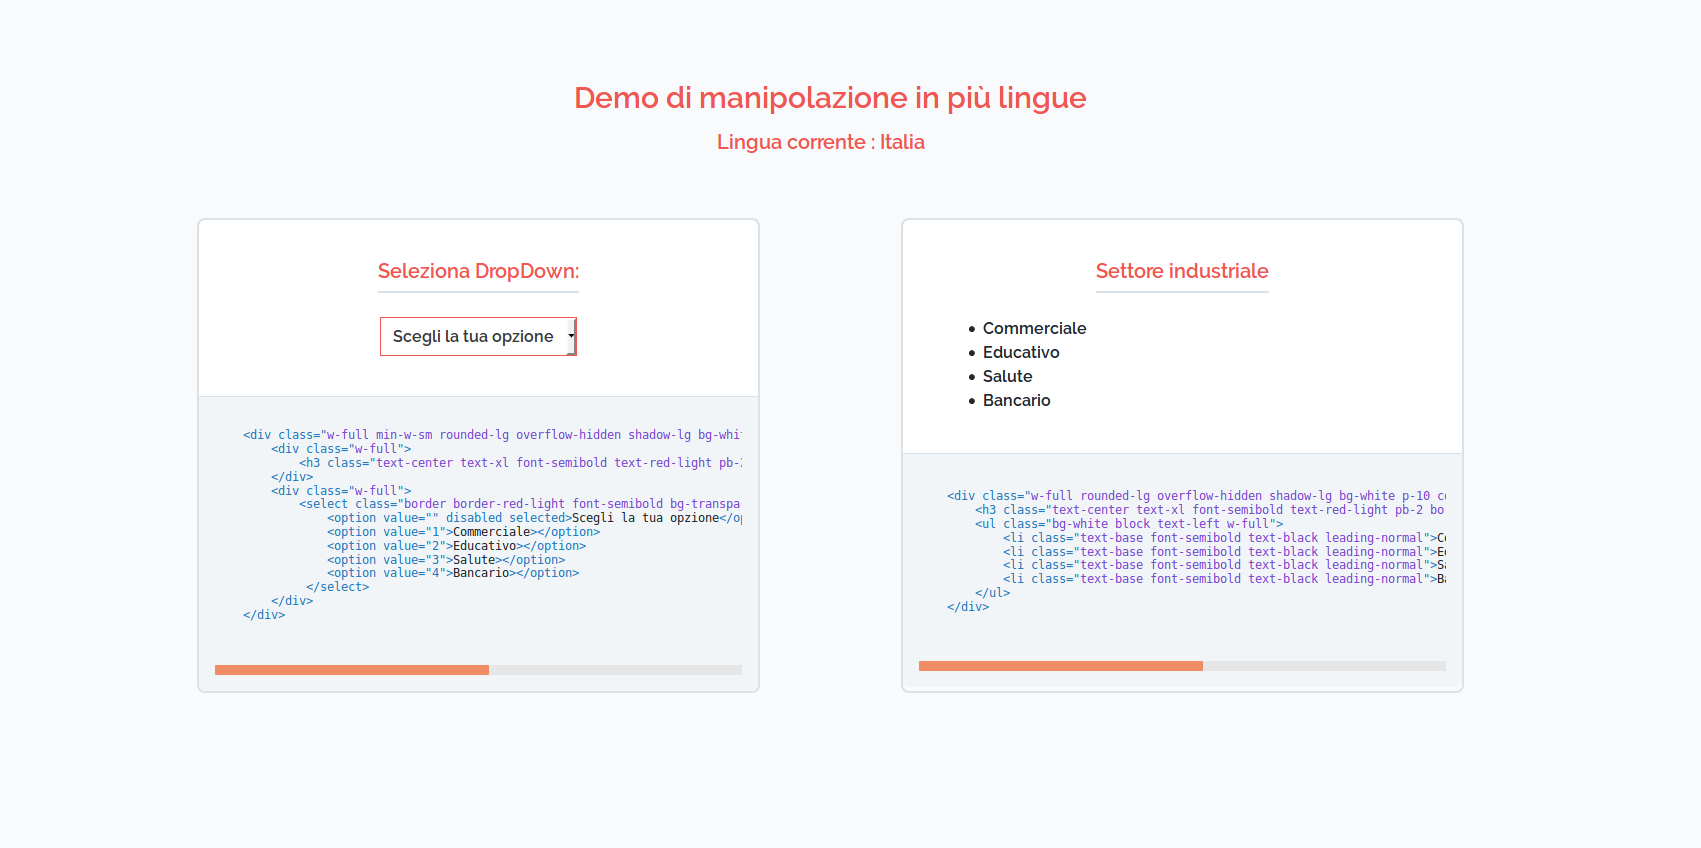 Demo di manipolazione in più lingue
Lingua corrente : Italia
Seleziona DropDown:
Scegli la tua opzione
<div class="w-full min-w-sm rounded-lg overflow-hidden shadow-lg bg-whi
<div class="w-full">
<h3 class="text-center text-xl font-semibold text-red-light pb-
</div>
<div class="w-full">
<select class="border border-red-light font-semibold bg-transpa
<option value="" disabled selected>Scegli la tua opzione</o
<option value="1">Commerciale></option>
<option value="2">Educativo></option>
<option value="3">Salute></option>
<option value="4">Bancario></option>
</select>
</div>
</div>
Settore industriale
• Commerciale
• Educativo
• Salute
• Bancario
<div class="w-full rounded-lg overflow-hidden shadow-lg bg-white p-10 c
<h3 class="text-center text-xl font-semibold text-red-light pb-2 bo
<ul class="bg-white block text-left w-full">
<li class="text-base font-semibold text-black leading-normal">C
<li class="text-base font-semibold text-black leading-normal">E
<li class="text-base font-semibold text-black leading-normal">S
<li class="text-base font-semibold text-black leading-normal">B
</ul>
</div>